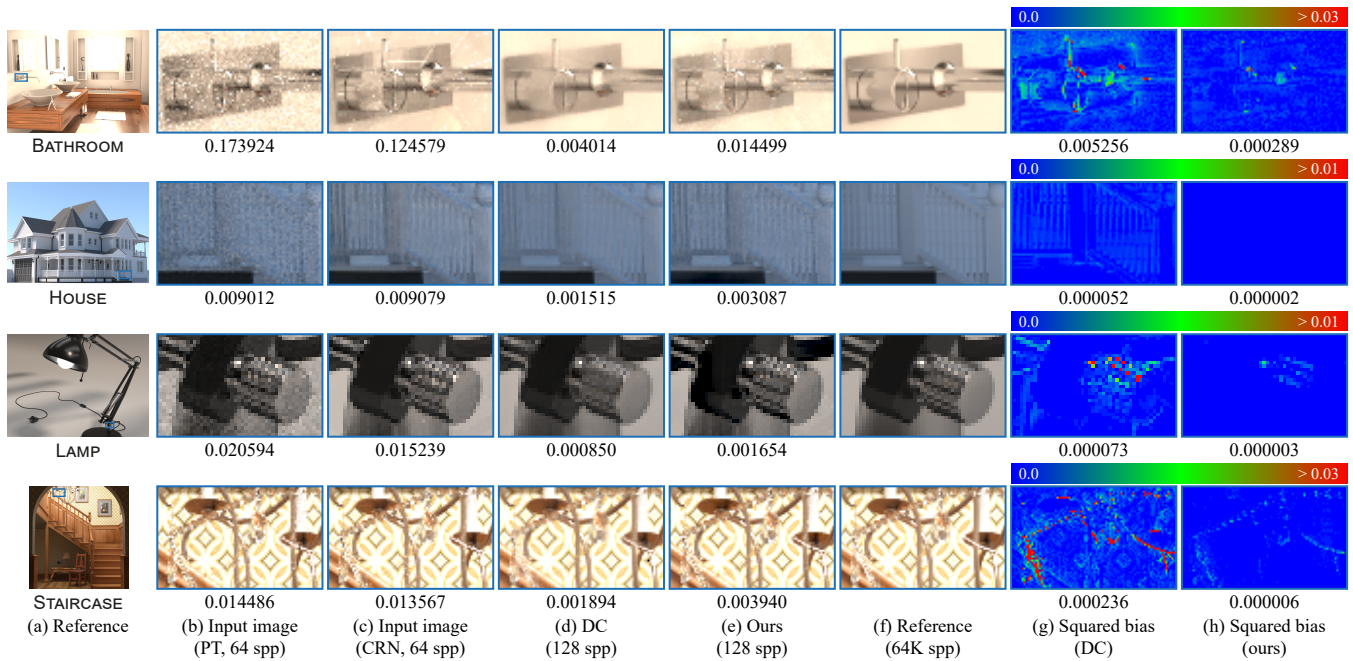 0.0 > 0.03
BATHROOM 0.173924 0.124579 0.004014 0.014499 0.005256 0.000289
0.0 > 0.01
HOUSE 0.009012 0.009079 0.001515 0.003087 0.000052 0.000002
0.0 > 0.01
LAMP 0.020594 0.015239 0.000850 0.001654 0.000073 0.000003
0.0 > 0.03
STAIRCASE 0.014486 0.013567 0.001894 0.003940 0.000236 0.000006
(a) Reference (b) Input image (c) Input image (d) DC (e) Ours (f) Reference (g) Squared bias (h) Squared bias
(PT, 64 spp) (CRN, 64 spp) (128 spp) (128 spp) (64K spp) (DC) (ours)